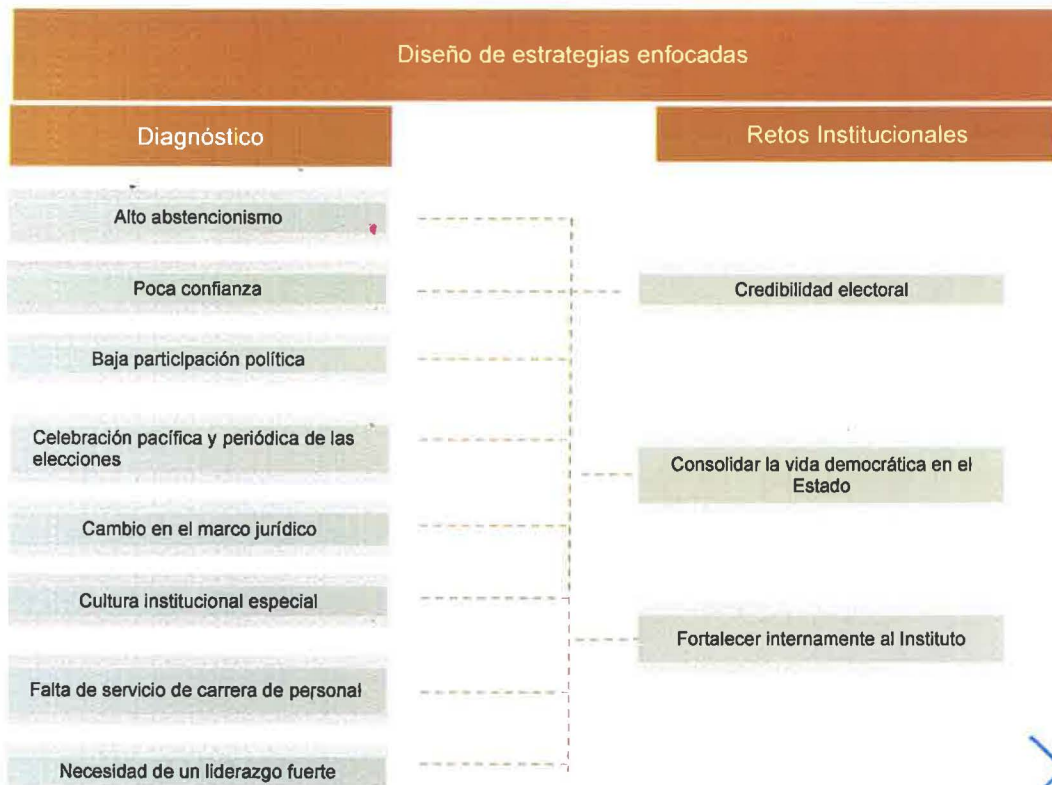 Diseño de estrategias enfocadas
Diagnóstico
Retos Institucionales
Alto abstencionismo
Poca confianza
Credibilidad electoral
Baja participación política
Celebración pacífica y periódica de las
elecciones
Consolidar la vida democrática en el
Estado
Cambio en el marco jurídico
Cultura institucional especial
Fortalecer internamente al Instituto
Falta de servicio de carrera de personal
Necesidad de un liderazgo fuerte